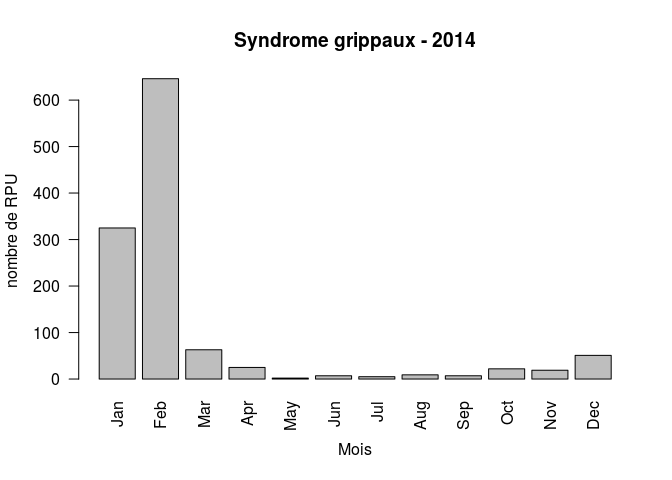 Syndrome grippaux - 2014
nombre de RPU
600
500
400
300
200
100
0
Jan
Feb
Mar
Apr
May
Jun
Jul
Aug
Sep
Oct
Nov
Dec
Mois